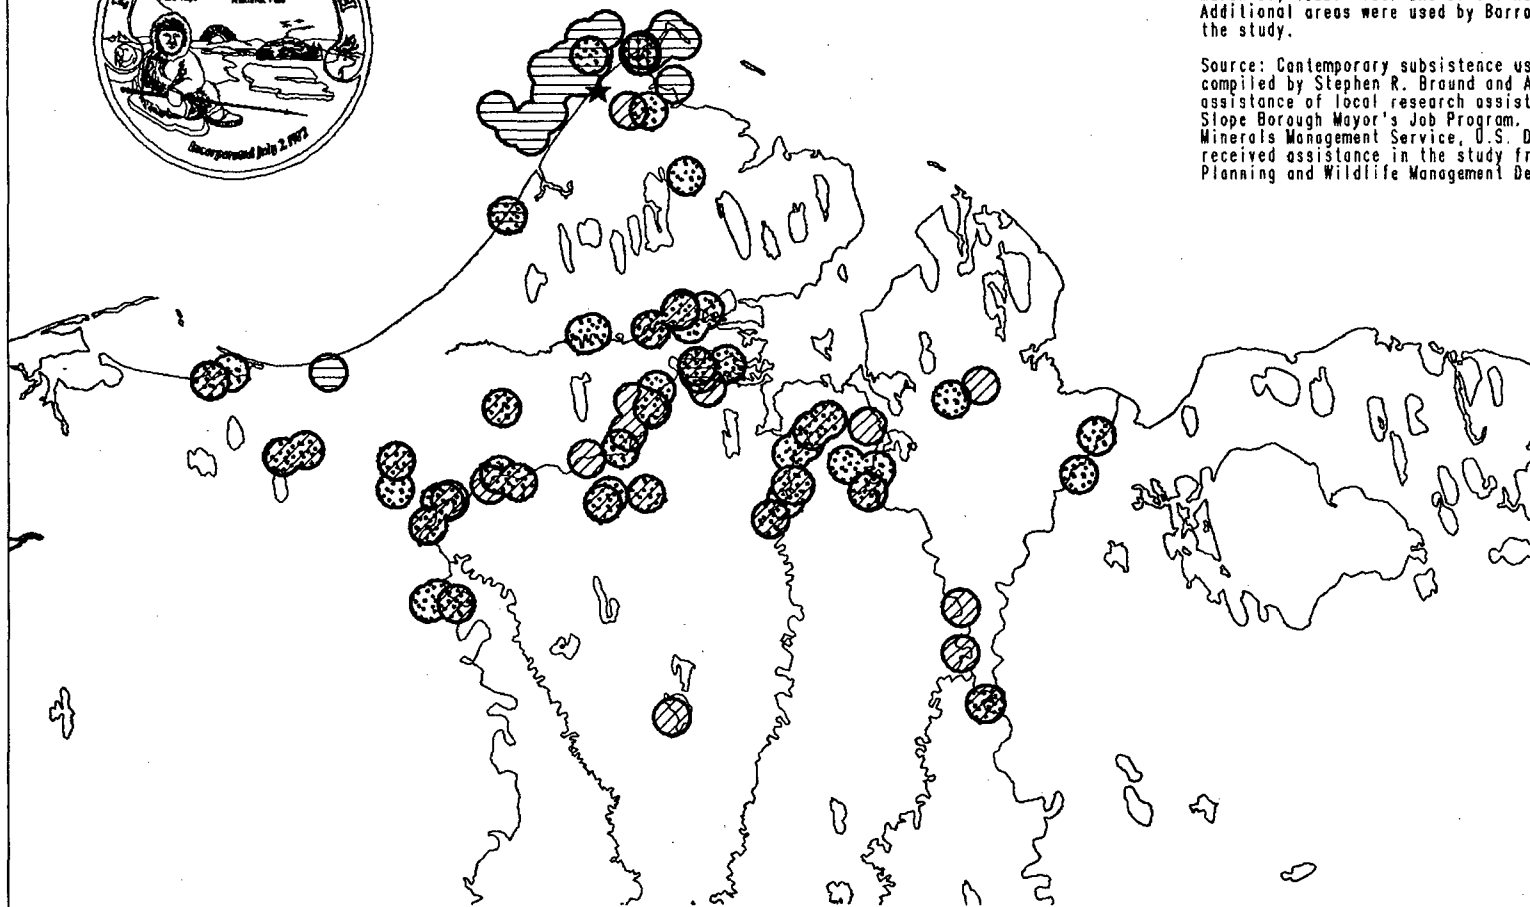 Incorporated July 2 1972
Additional areas were used by Barro
the study.
Source: Contemporary subsistence us
compiled by Stephen R. Braund and A
assistance of local research assist
Slope Borough Mayor's Job Program.
Minerals Management Service, U.S. D
received assistance in the study fr
Planning and Wildlife Management De